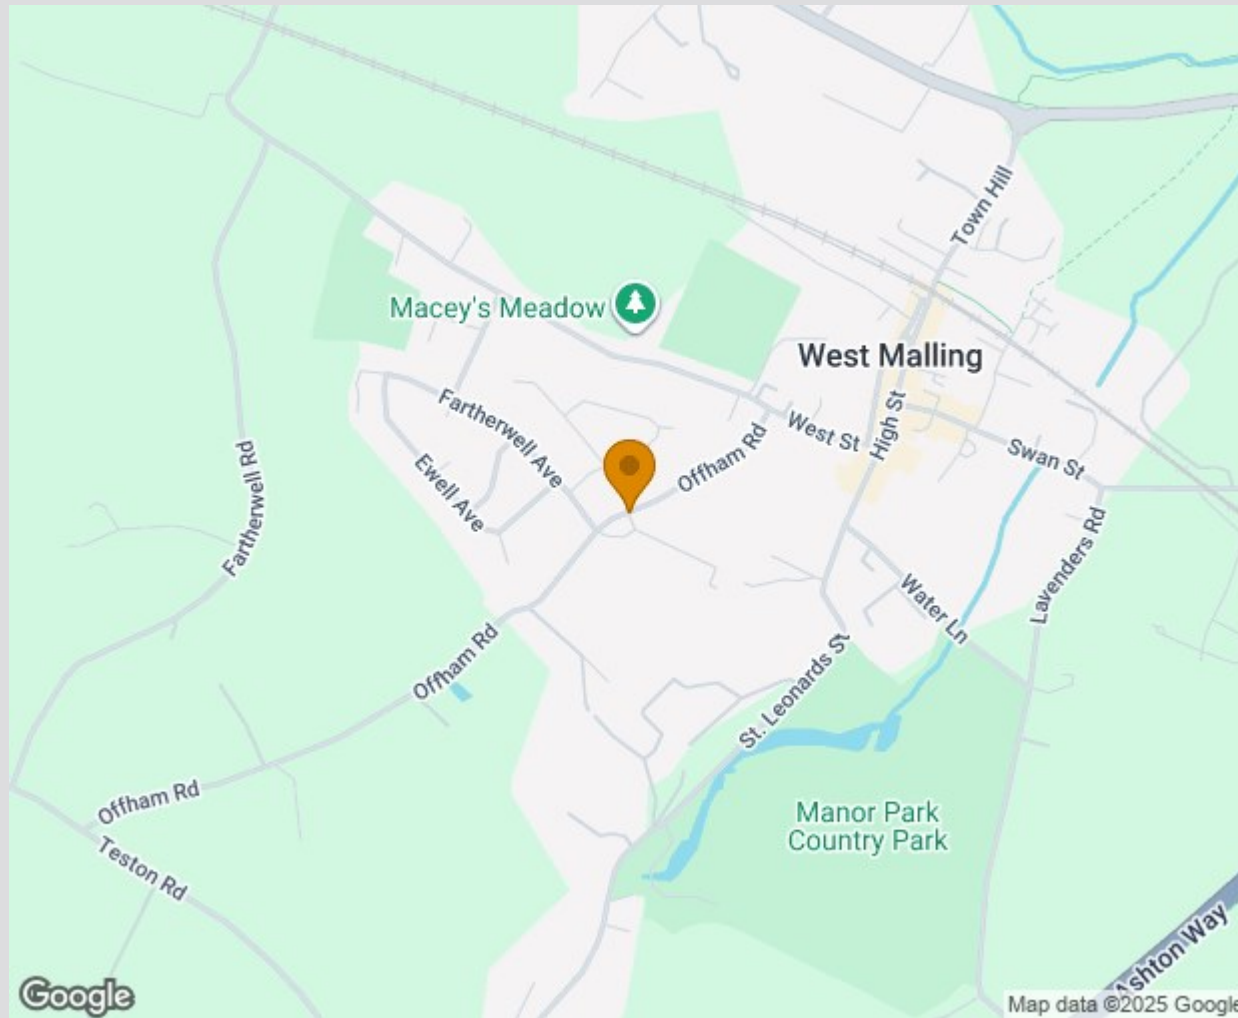 Town Hill
Macey's Meadow
West Malling
Fartherwell Ave
West St
High St
Offham Rd
Swan St
Ewell Ave
Fartherwell Rd
Lavenders Rd
Water Ln
Offham Rd
St. Leonards St
Offham Rd
Manor Park
Country Park
Teston Rd
Ashton Way
Google
Map data ©2025 Google